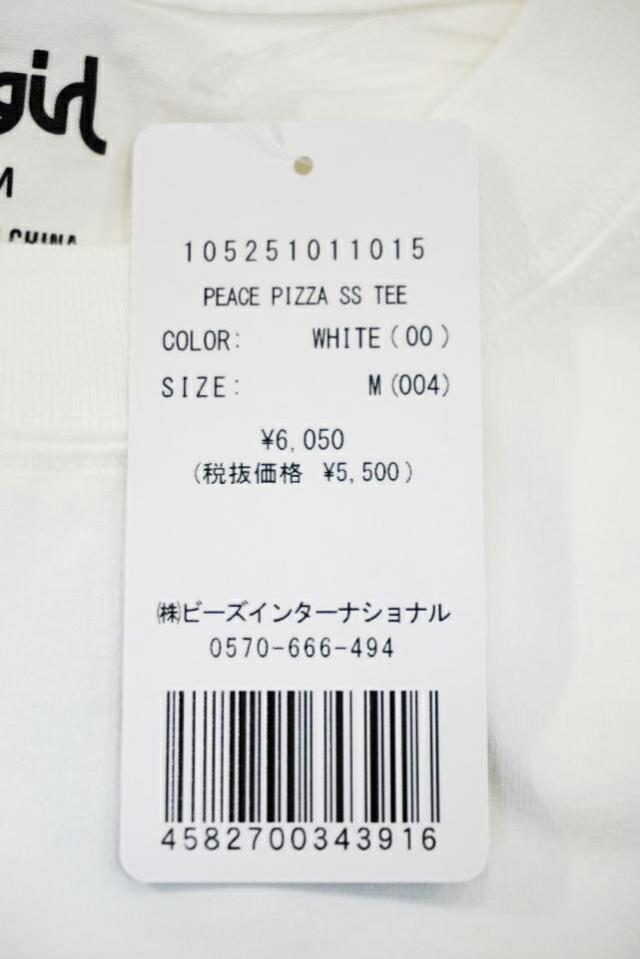 girl
M
CHINA
105251011015
PEACE PIZZA SS TEE
COLOR: WHITE(00)
SIZE: M(004)
¥6,050
(税抜価格 ¥5,500)
㈱ビーズインターナショナル
0570-666-494
4582700343916